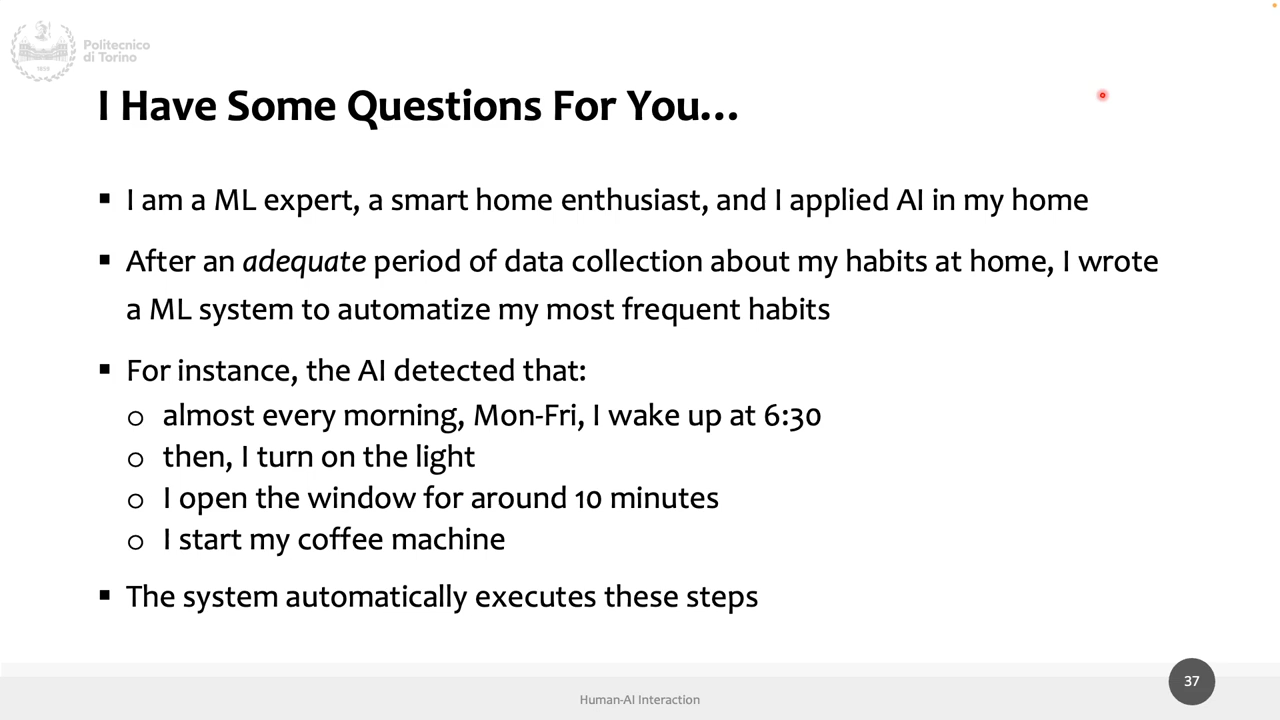 Politecnico
di Torino
1859
I Have Some Questions For You...
▪ I am a ML expert, a smart home enthusiast, and I applied AI in my home
▪ After an adequate period of data collection about my habits at home, I wrote
a ML system to automatize my most frequent habits
▪ For instance, the AI detected that:
o almost every morning, Mon-Fri, I wake up at 6:30
o then, I turn on the light
o I open the window for around 10 minutes
o I start my coffee machine
▪ The system automatically executes these steps
37
Human-AI Interaction